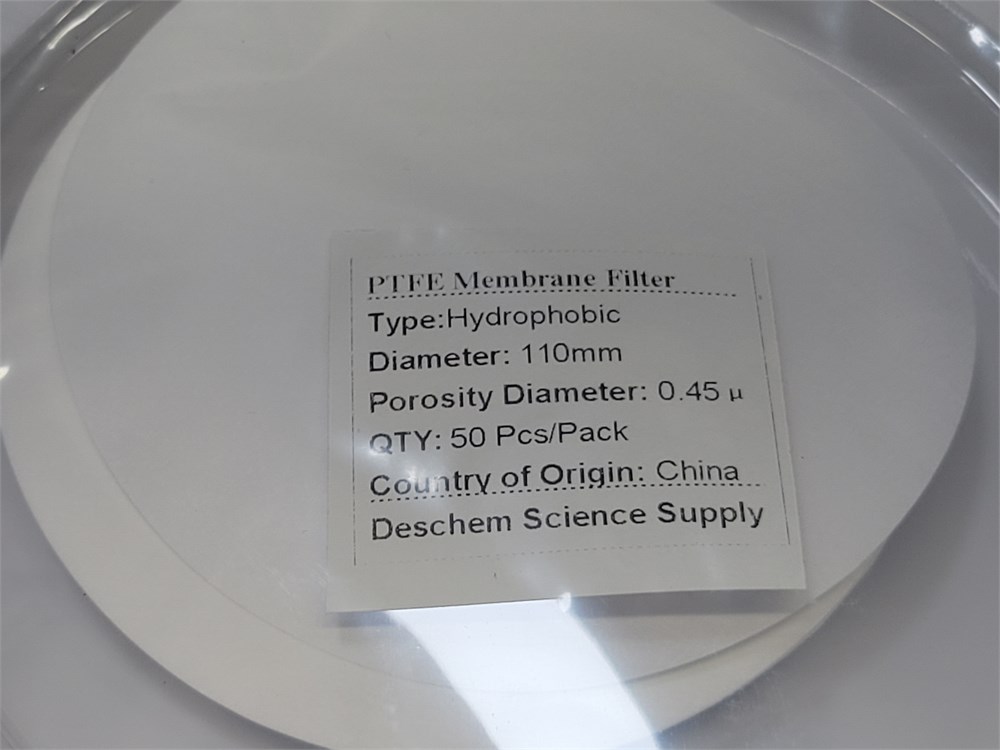 PTFE Membrane Filter
Type:Hydrophobic
Diameter: 110mm
Porosity Diameter: 0.45 μ
QTY: 50 Pcs/Pack
Country of Origin: China
Deschem Science Supply